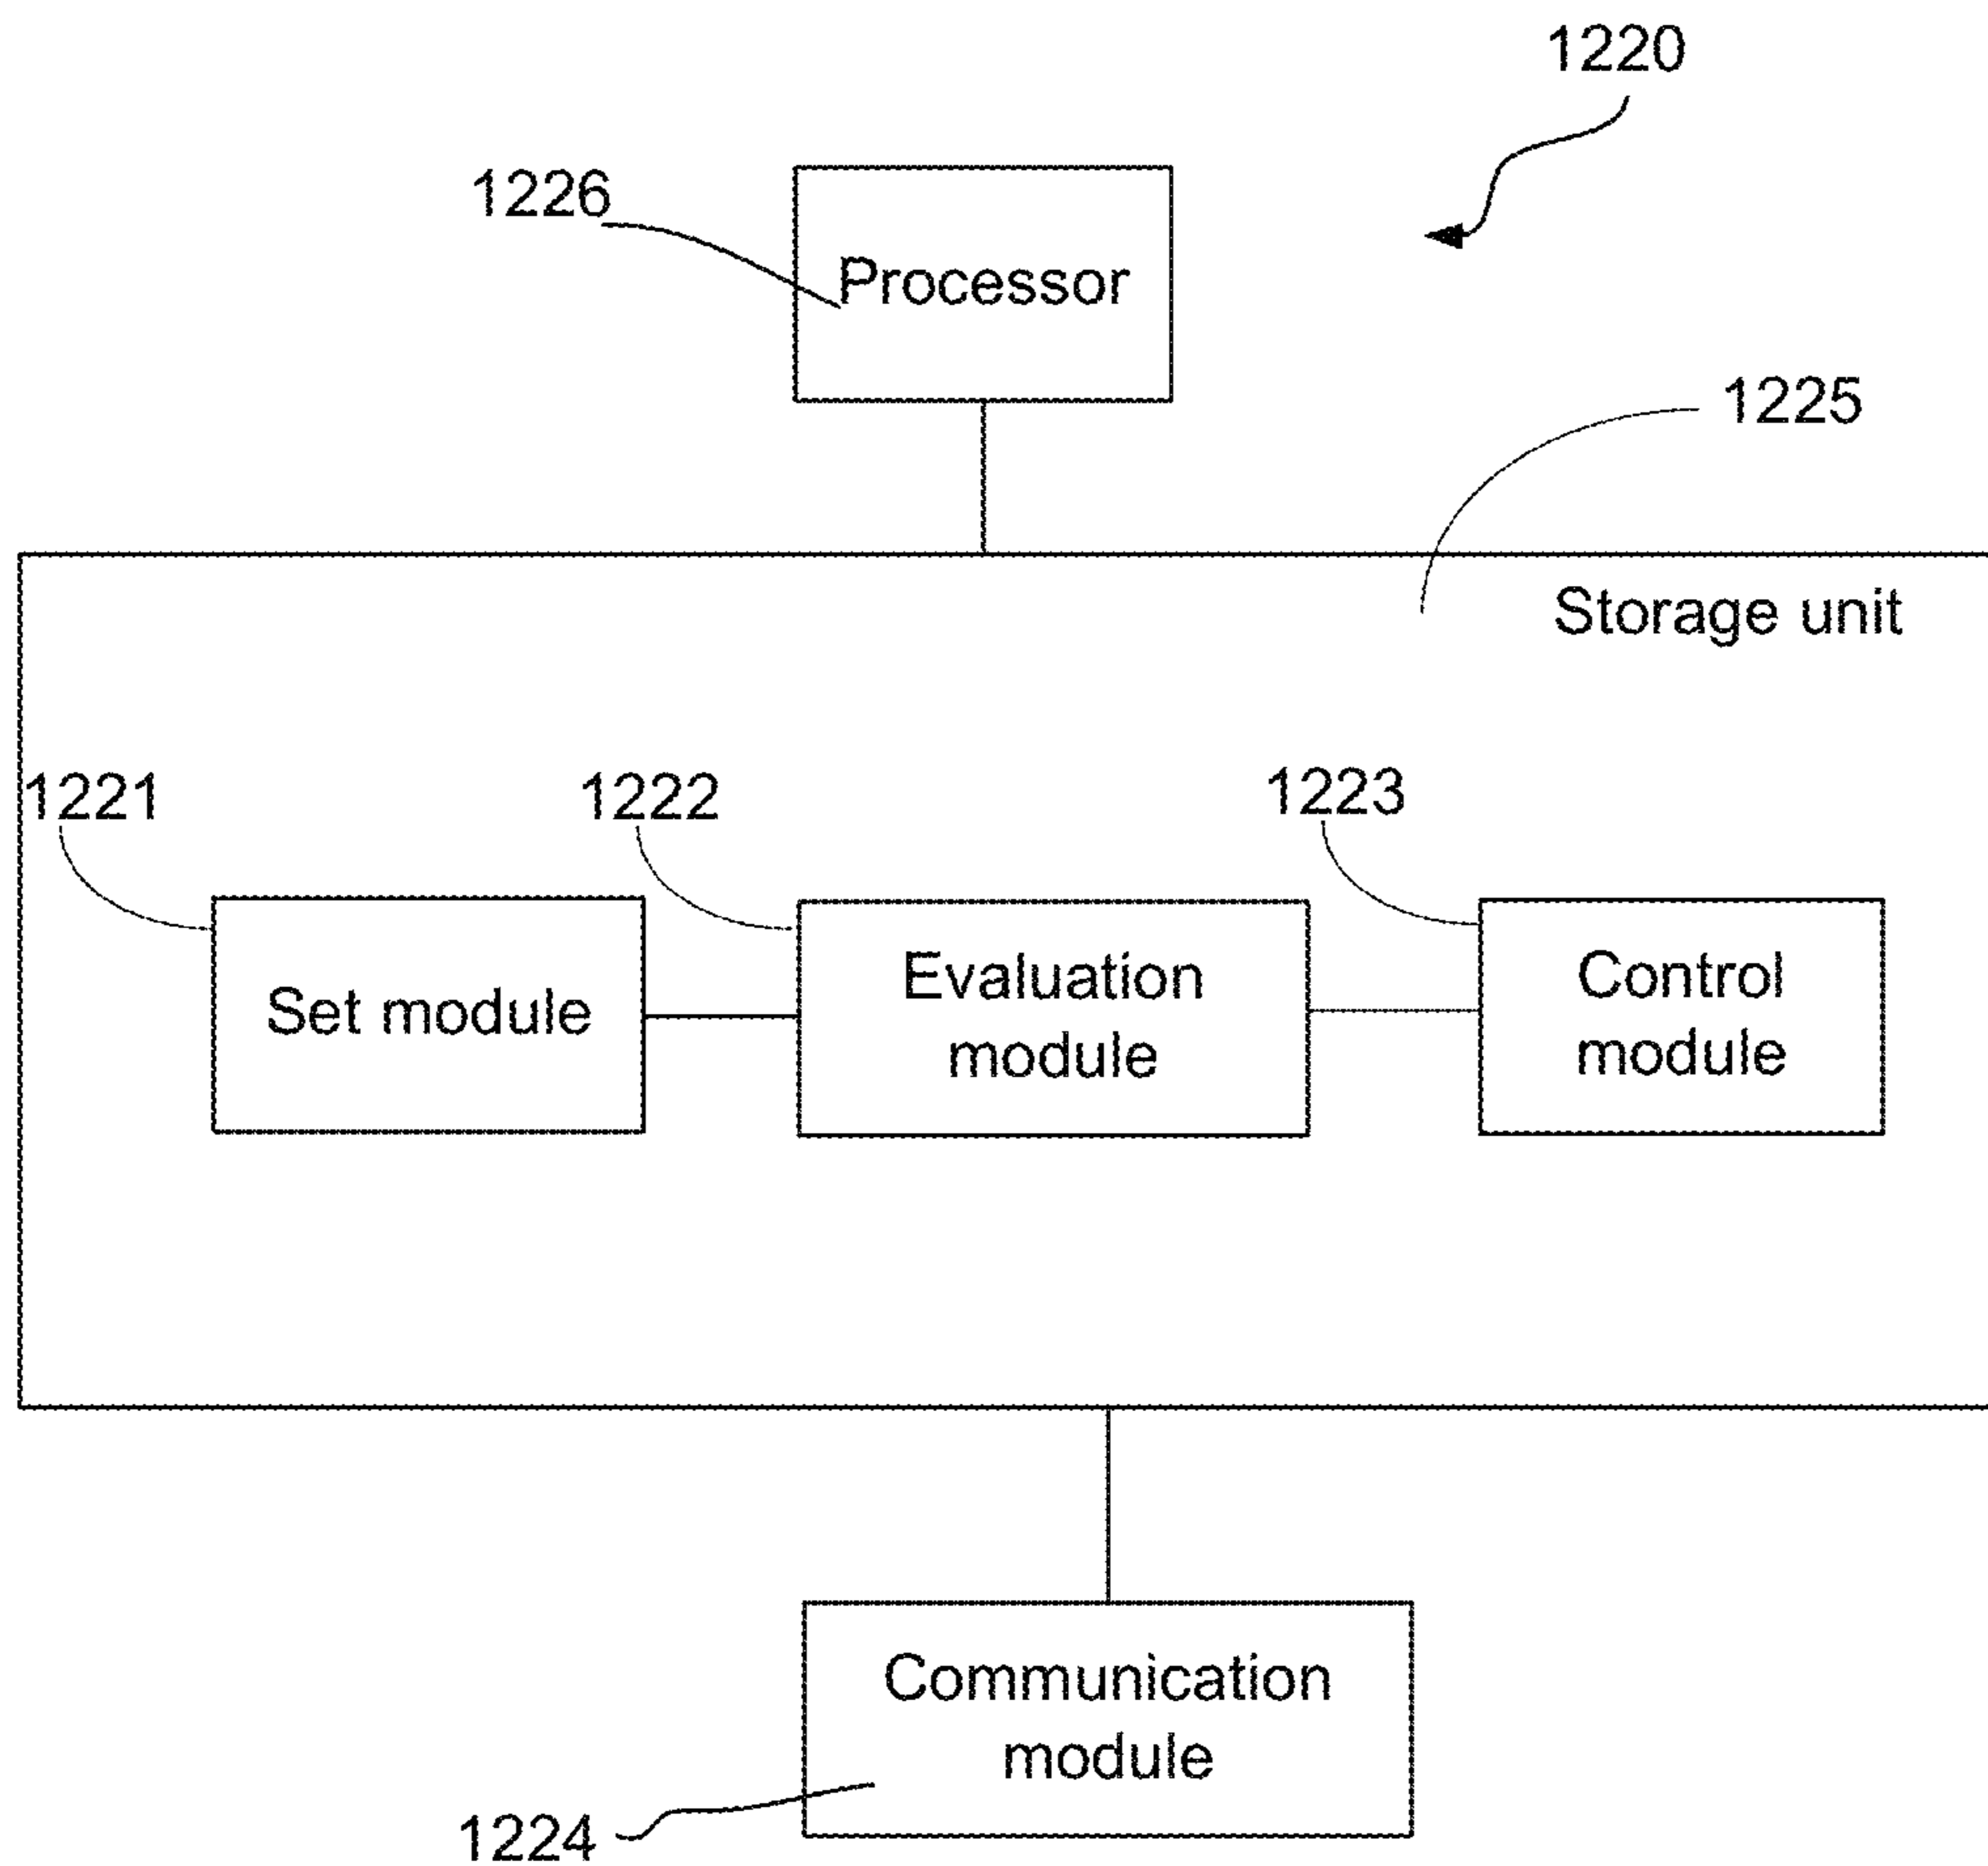 1220
1226
Processor
1225
Storage unit
1221
1222
1223
Set module
Evaluation
module
Control
module
Communication
module
1224